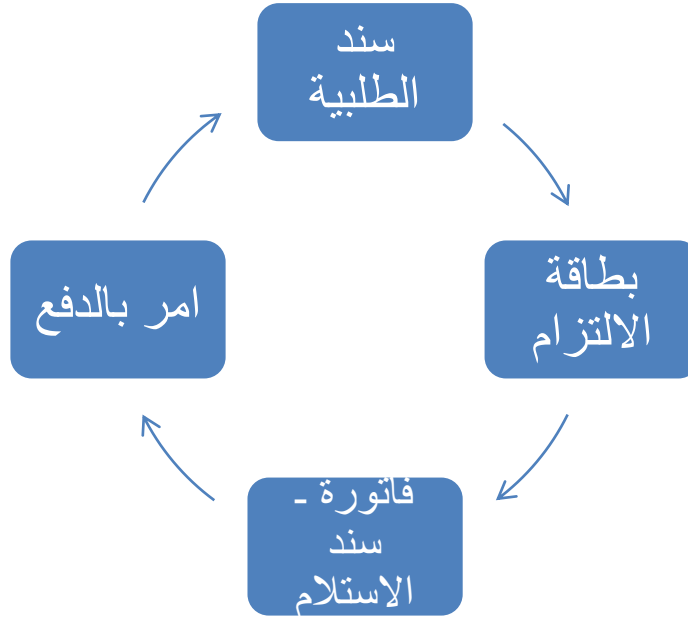 سند
الطلبية
بطاقة
الالتزام
فاتورة -
سند
الاستلام
امر بالدفع